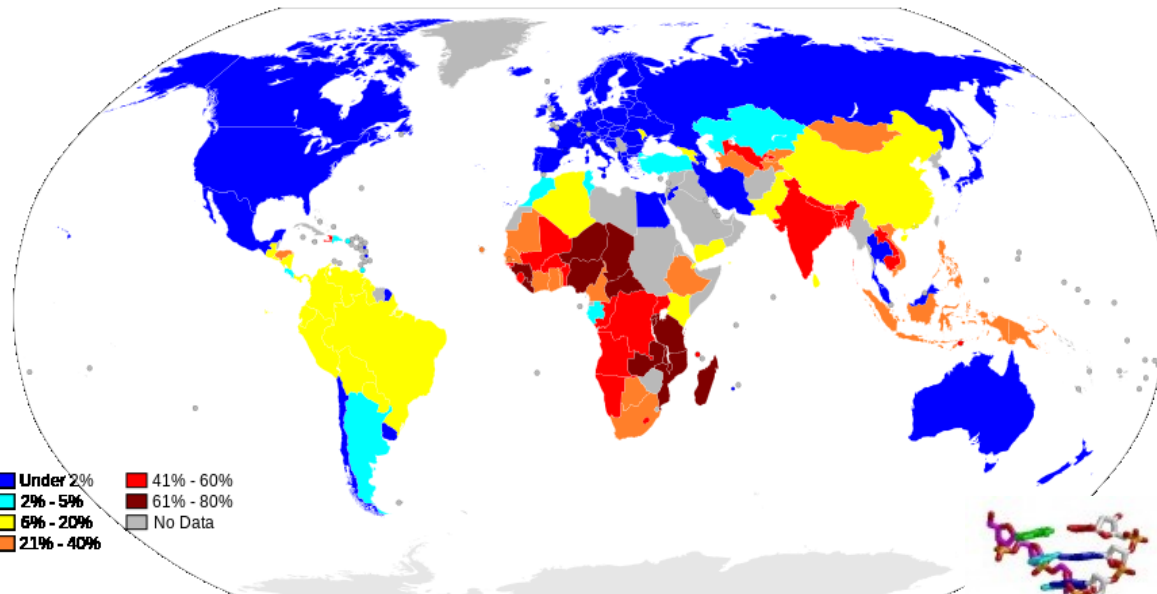 Under 2%
2% - 5%
6% - 20%
21% - 40%
41% - 60%
61% - 80%
No Data